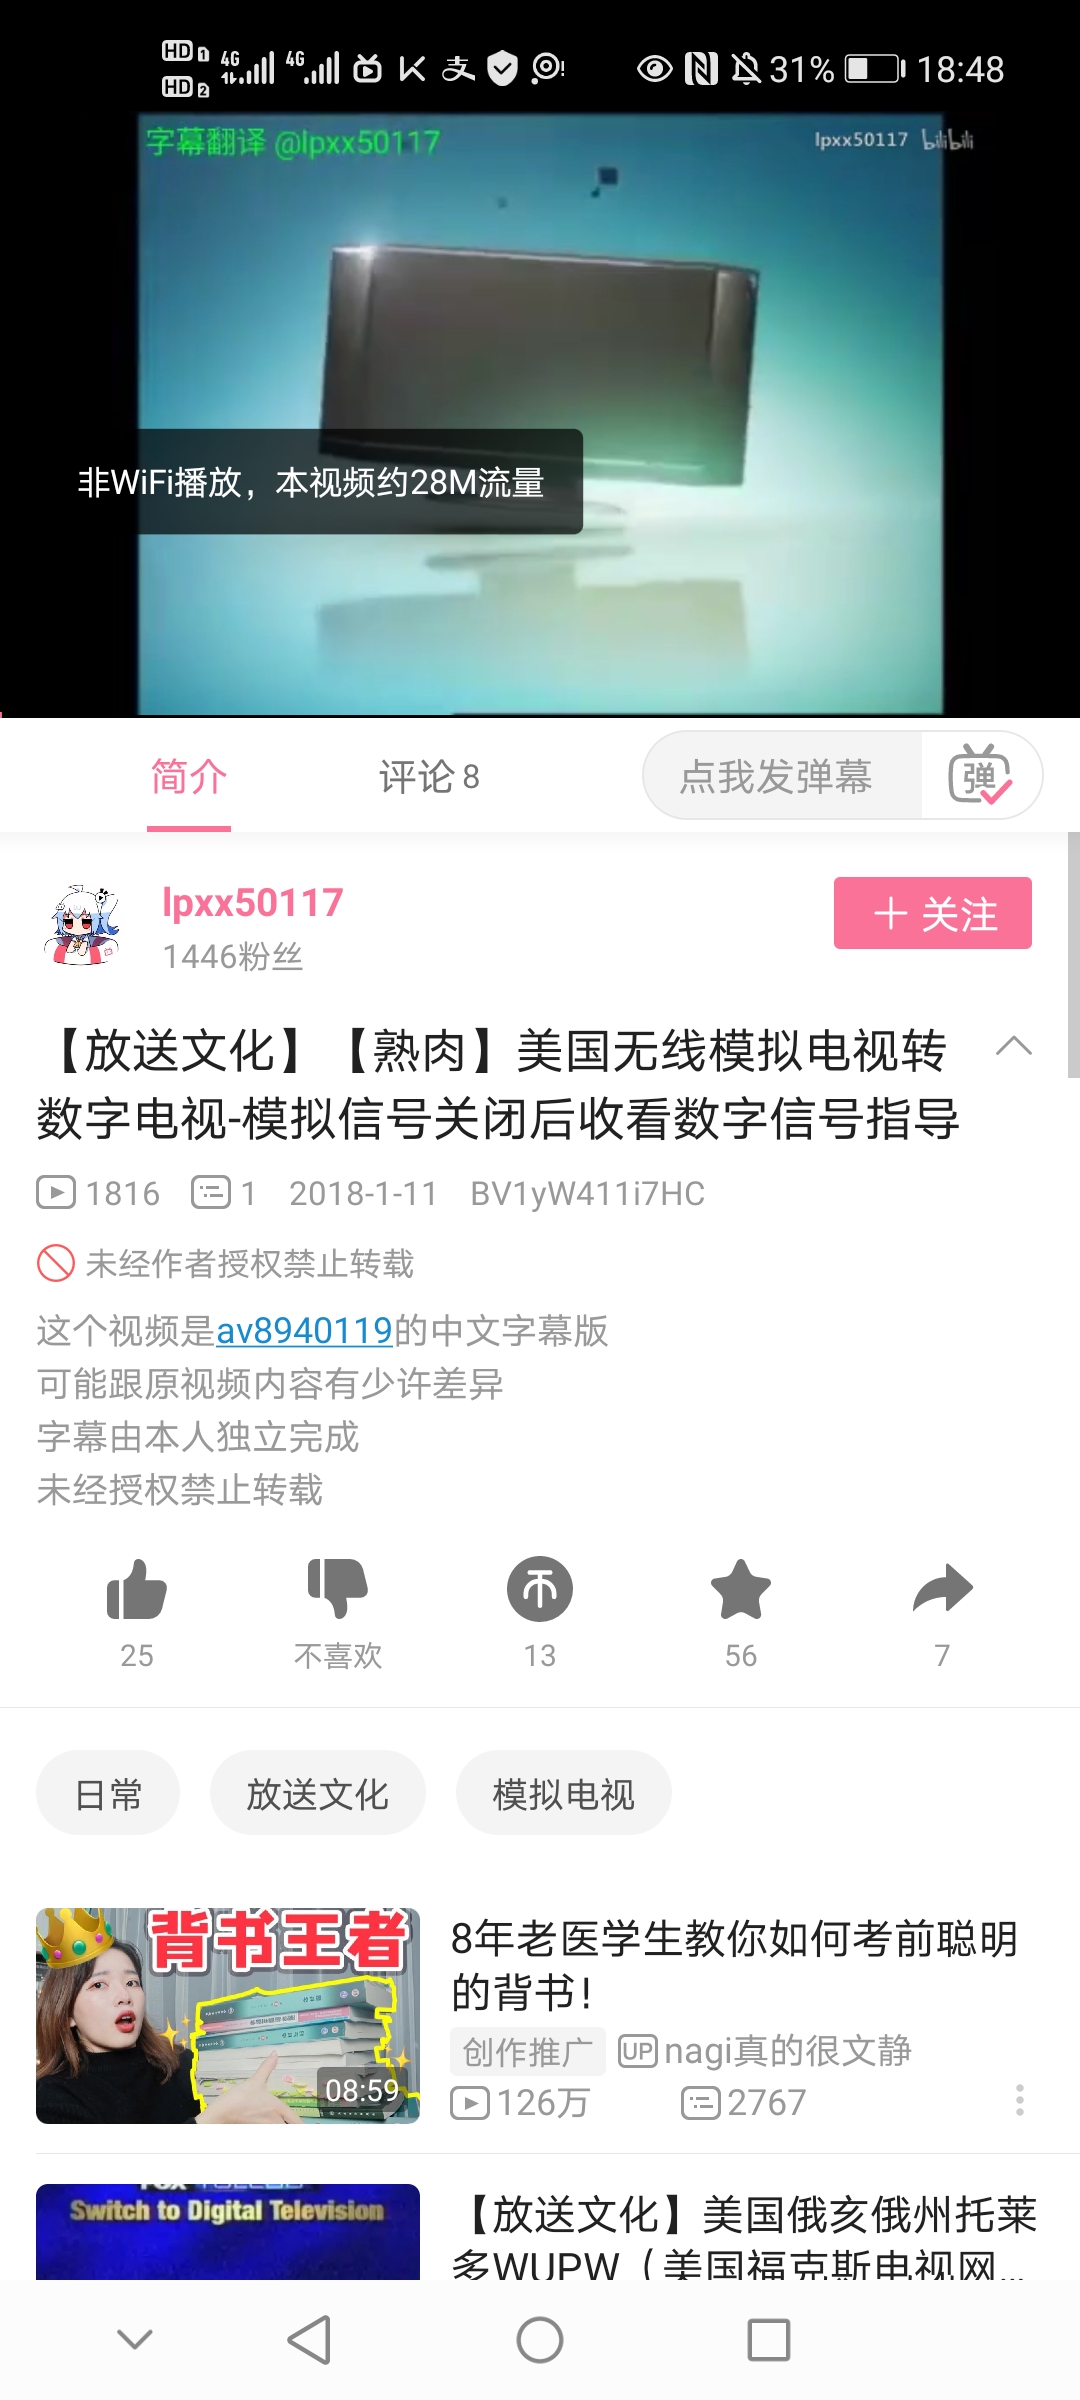 HD 1 4G 4G 31% 18:48
HD 2
字幕翻译 @lpxx50117
lpxx50117 bilibili
非WiFi播放，本视频约28M流量
简介 评论 8 点我发弹幕 弹
lpxx50117
1446粉丝
关注
【放送文化】【熟肉】美国无线模拟电视转
数字电视-模拟信号关闭后收看数字信号指导
1816 1 2018-1-11 BV1yW411i7HC
未经作者授权禁止转载
这个视频是av8940119的中文字幕版
可能跟原视频内容有少许差异
字幕由本人独立完成
未经授权禁止转载
25 不喜欢 13 56 7
日常 放送文化 模拟电视
背书王者
08:59
8年老医学生教你如何考前聪明
的背书！
创作推广 UP nagi真的很文静
126万 2767
Switch to Digital Television
【放送文化】美国俄亥俄州托莱
多WUPW（美国福克斯电视网...